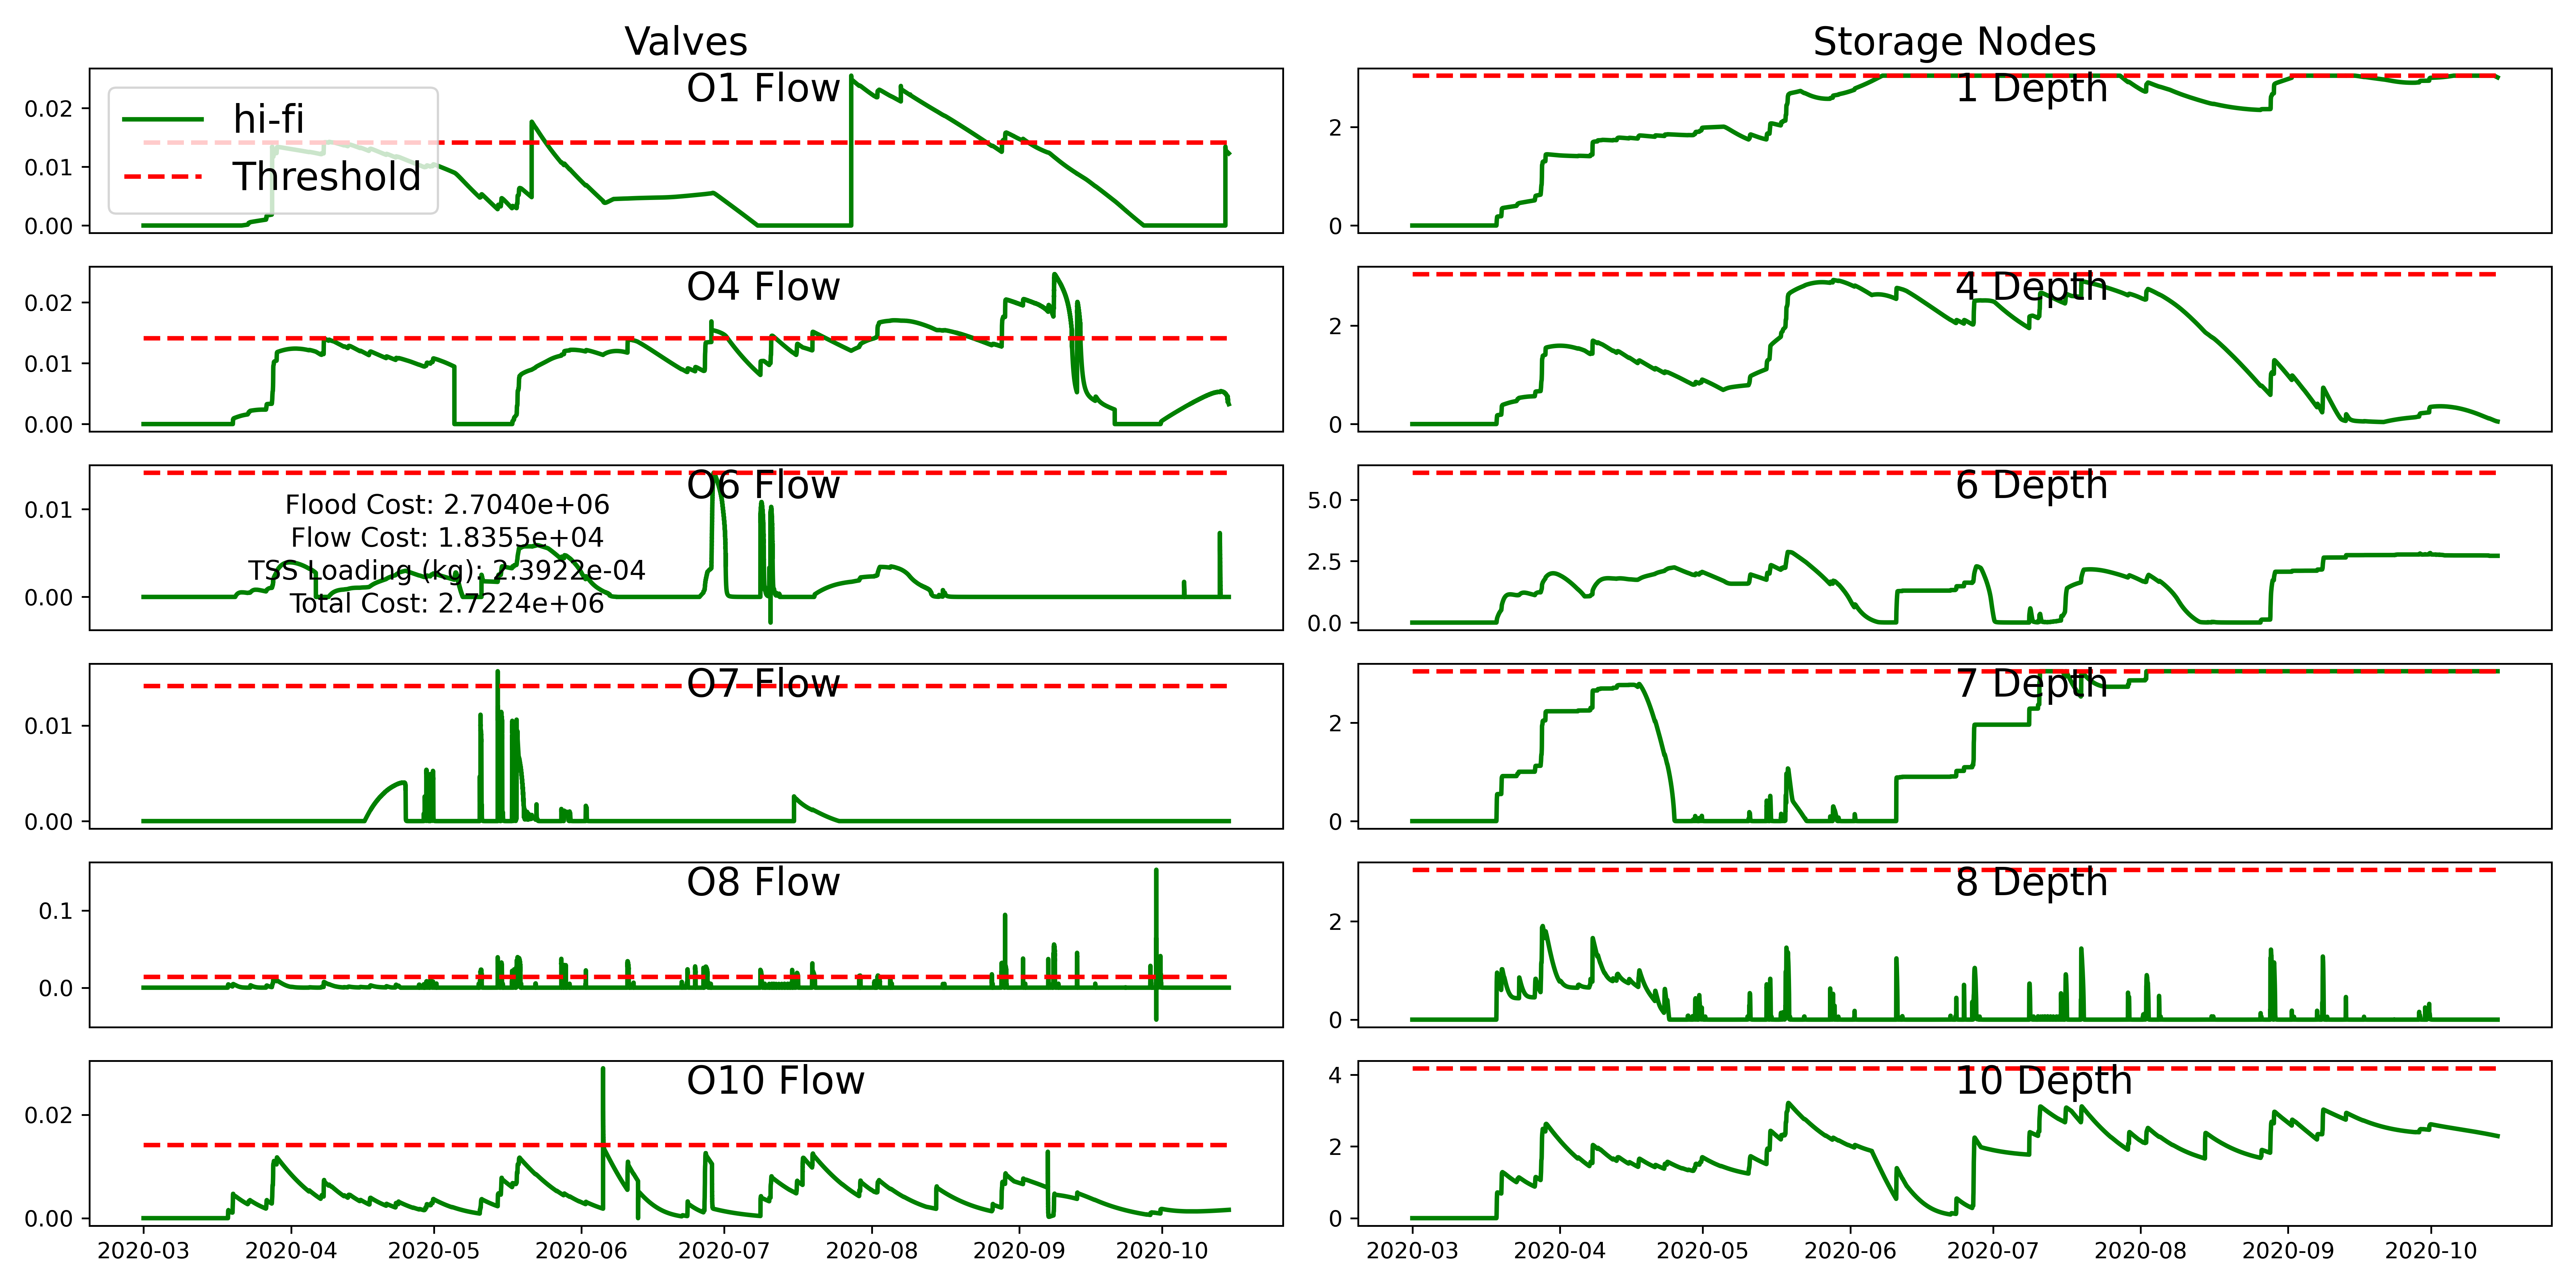 Valves
O1 Flow
0.02
0.01
0.00
hi-fi
Threshold
O4 Flow
0.02
0.01
0.00
O6 Flow
0.01
0.00
Flood Cost: 2.7040e+06
Flow Cost: 1.8355e+04
TSS Loading (kg): 2.3922e-04
Total Cost: 2.7224e+06
O7 Flow
0.01
0.00
O8 Flow
0.1
0.0
O10 Flow
0.02
0.00
2020-03 2020-04 2020-05 2020-06 2020-07 2020-08 2020-09 2020-10
Storage Nodes
1 Depth
2
0
4 Depth
2
0
6 Depth
5.0
2.5
0.0
7 Depth
2
0
8 Depth
2
0
10 Depth
4
2
0
2020-03 2020-04 2020-05 2020-06 2020-07 2020-08 2020-09 2020-10